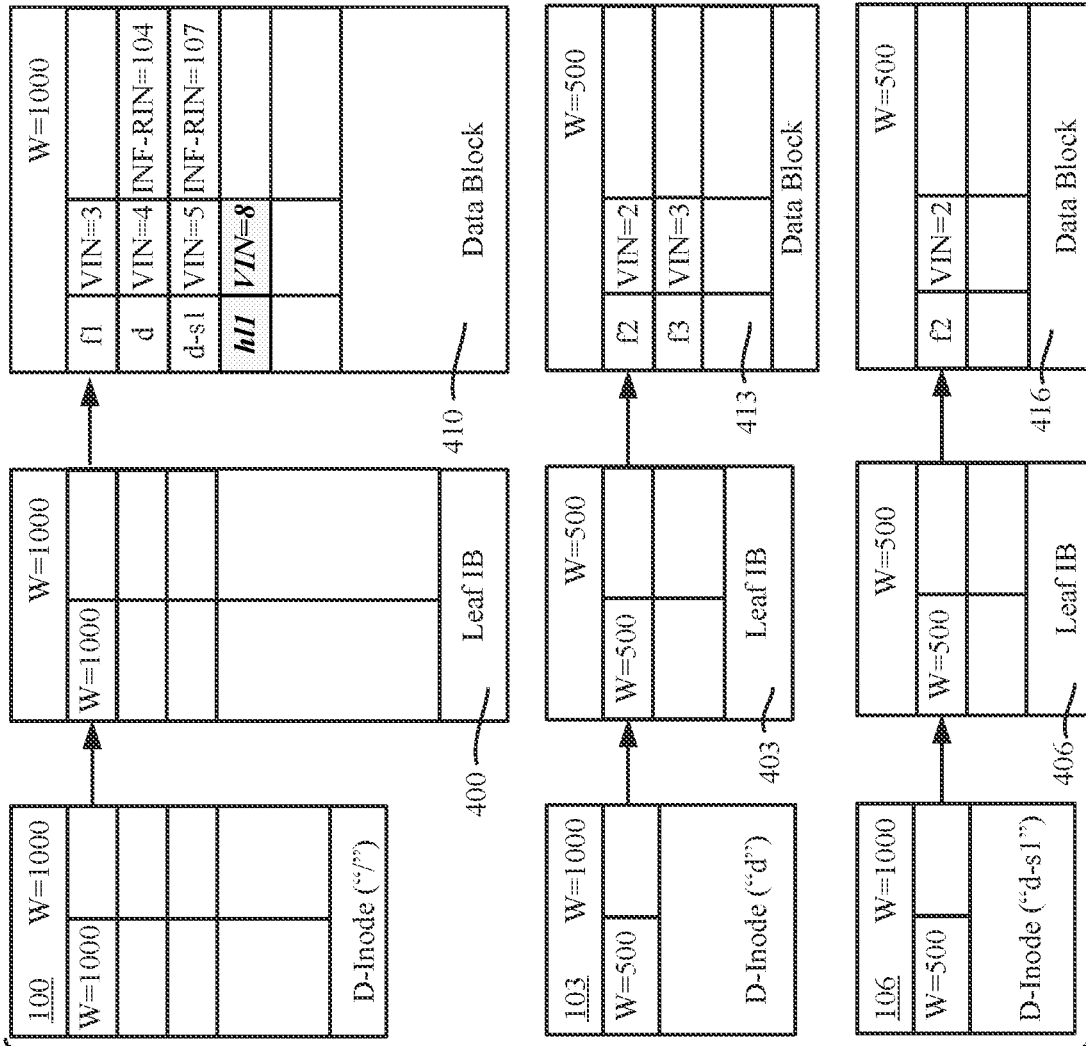 100 W=1000
W=1000
D-Inode (“/”)
W=1000
W=1000
Leaf IB
400
W=1000
f1 VIN=3
d VIN=4 INF-RIN=104
d-s1 VIN=5 INF-RIN=107
hl1 VIN=8
Data Block
410
103 W=1000
W=500
D-Inode (“d”)
W=500
W=500
Leaf IB
403
W=500
f2 VIN=2
f3 VIN=3
Data Block
413
106 W=1000
W=500
D-Inode (“d-s1”)
W=500
W=500
Leaf IB
406
W=500
f2 VIN=2
Data Block
416